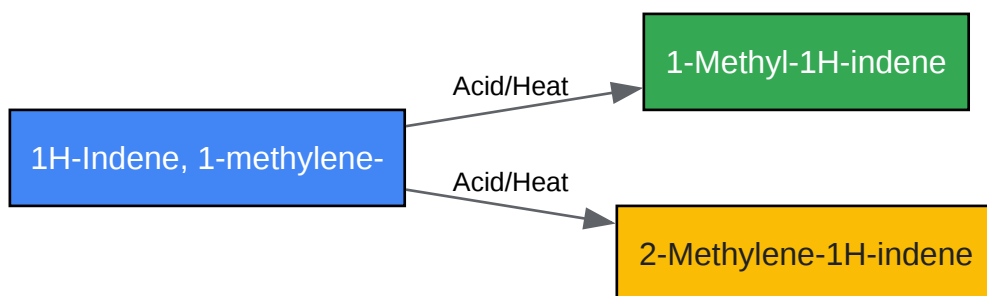 1-Methyl-1H-indene
Acid/Heat
1H-Indene, 1-methylene-
Acid/Heat
2-Methylene-1H-indene